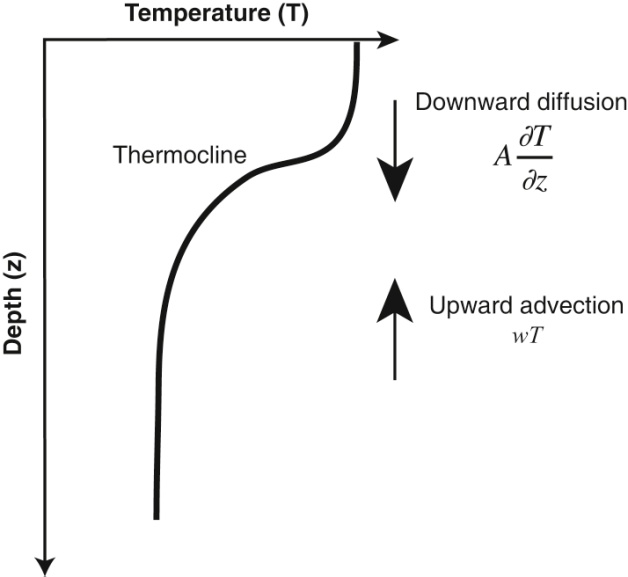 Temperature (T)
Downward diffusion
A ∂T/∂z
Thermocline
Depth (z)
Upward advection
wT